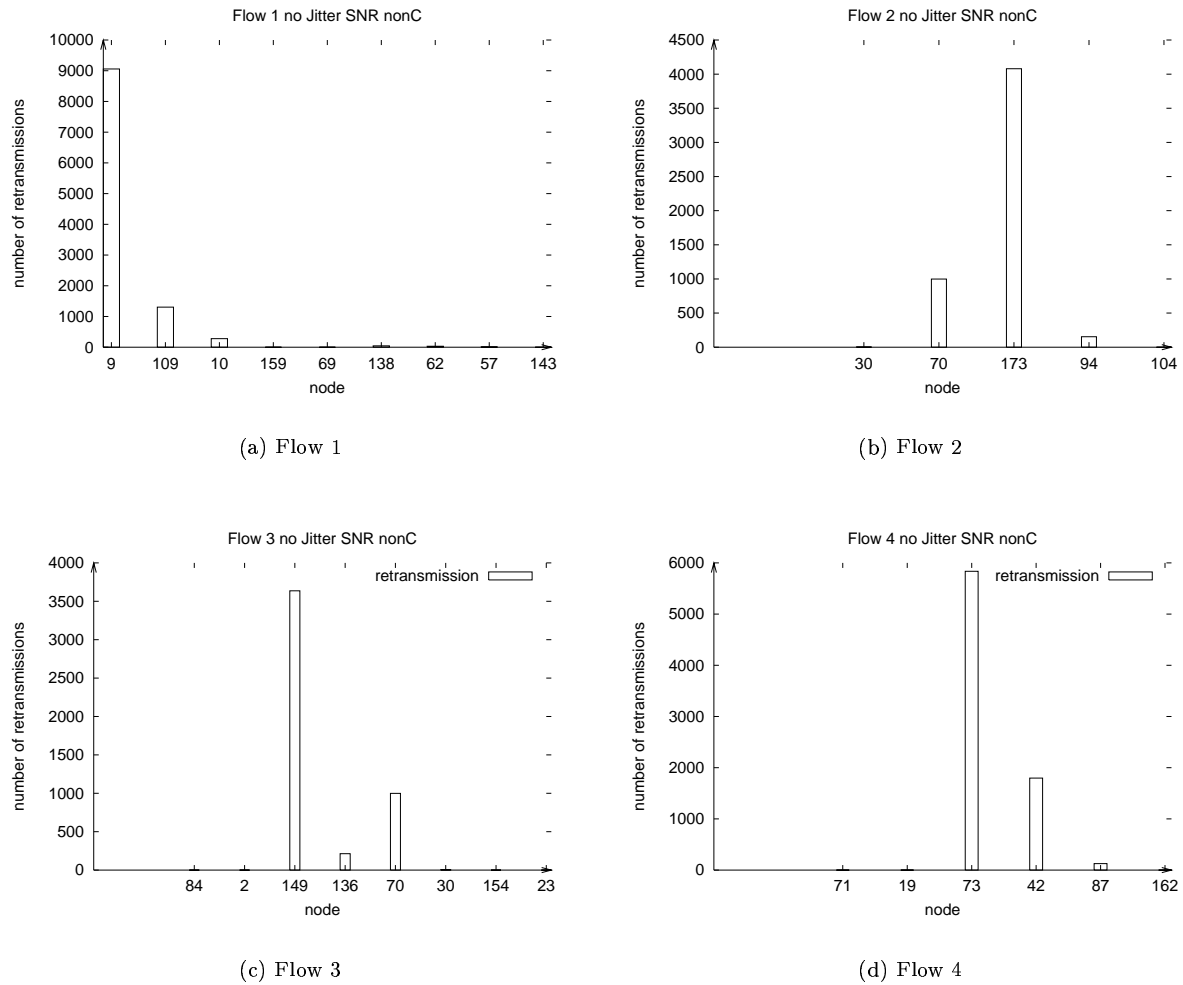 Flow 1 no Jitter SNR nonC
10000
9000
8000
7000
6000
5000
4000
3000
2000
1000
0
number of retransmissions
9 109 10 159 69 138 62 57 143
node
(a) Flow 1
Flow 2 no Jitter SNR nonC
4500
4000
3500
3000
2500
2000
1500
1000
500
0
number of retransmissions
30 70 173 94 104
node
(b) Flow 2
Flow 3 no Jitter SNR nonC
retransmission
4000
3500
3000
2500
2000
1500
1000
500
0
number of retransmissions
84 2 149 136 70 30 154 23
node
(c) Flow 3
Flow 4 no Jitter SNR nonC
retransmission
6000
5000
4000
3000
2000
1000
0
number of retransmissions
71 19 73 42 87 162
node
(d) Flow 4